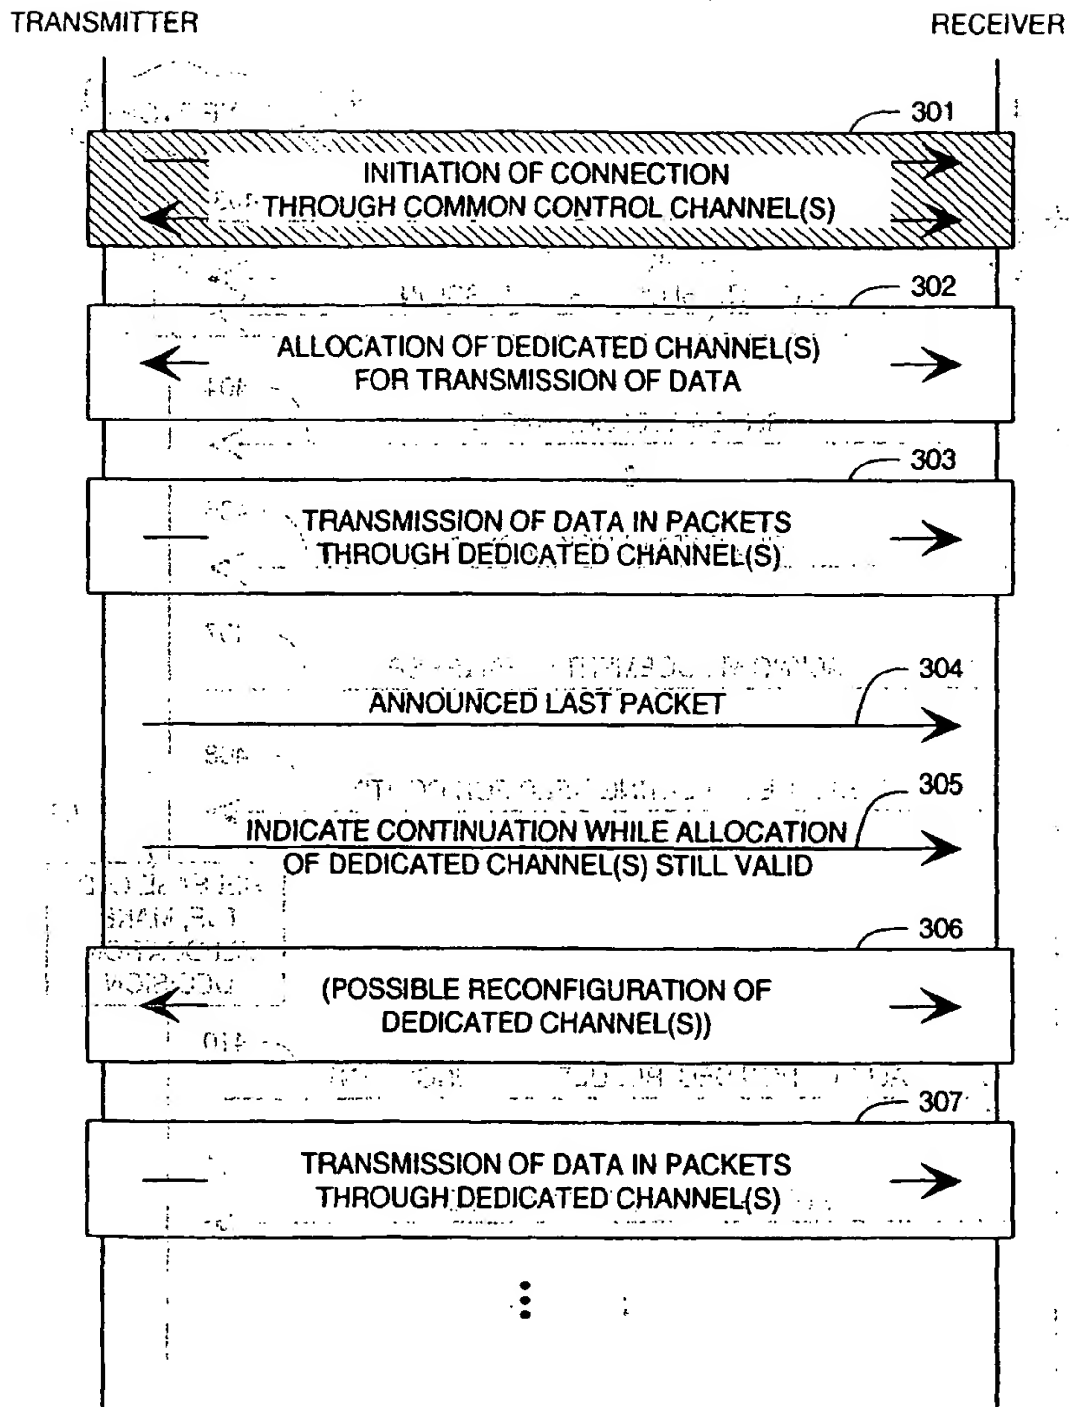 TRANSMITTER
RECEIVER
301
INITIATION OF CONNECTION
THROUGH COMMON CONTROL CHANNEL(S)
302
ALLOCATION OF DEDICATED CHANNEL(S)
FOR TRANSMISSION OF DATA
303
TRANSMISSION OF DATA IN PACKETS
THROUGH DEDICATED CHANNEL(S)
304
ANNOUNCED LAST PACKET
305
INDICATE CONTINUATION WHILE ALLOCATION
OF DEDICATED CHANNEL(S) STILL VALID
306
(POSSIBLE RECONFIGURATION OF
DEDICATED CHANNEL(S))
307
TRANSMISSION OF DATA IN PACKETS
THROUGH DEDICATED CHANNEL(S)